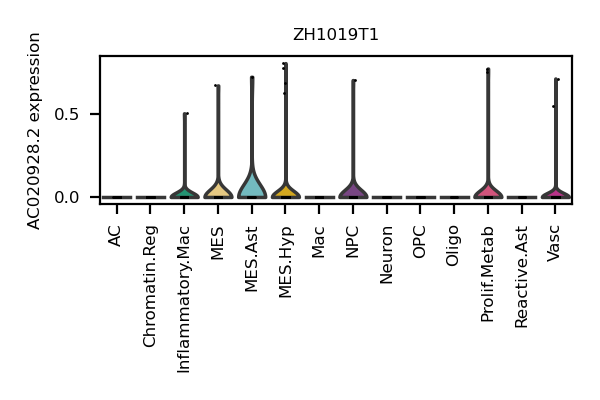 ZH1019T1
AC020928.2 expression
0.5
0.0
AC
Chromatin.Reg
Inflammatory.Mac
MES
MES.Ast
MES.Hyp
Mac
NPC
Neuron
OPC
Oligo
Prolif.Metab
Reactive.Ast
Vasc